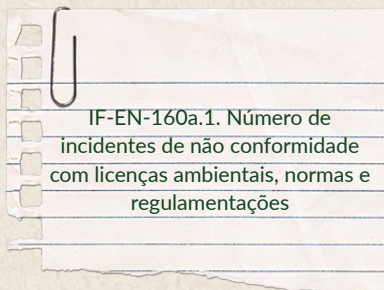 IF-EN-160a.1. Número de
incidentes de não conformidade
com licenças ambientais, normas e
regulamentações